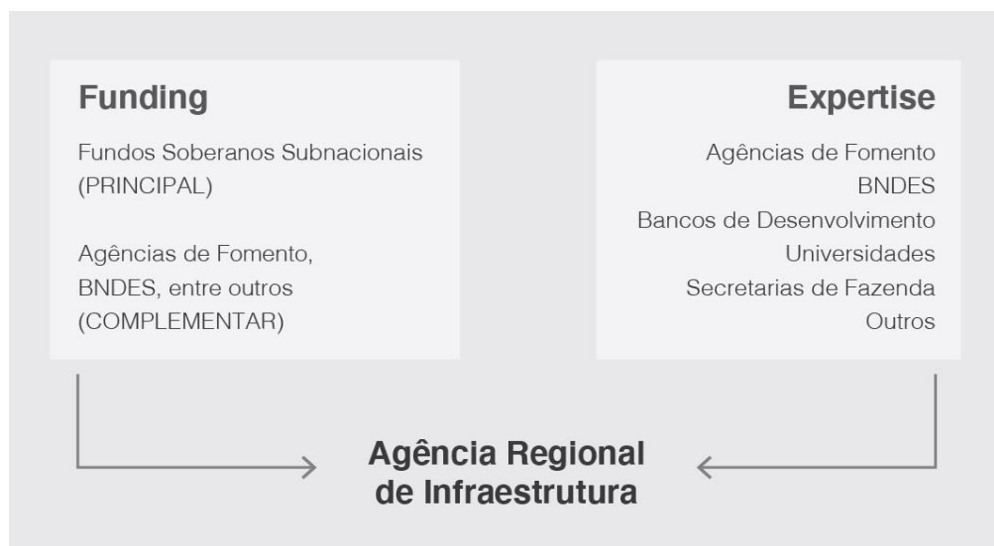 Funding
Fundos Soberanos Subnacionais
(PRINCIPAL)
Agências de Fomento,
BNDES, entre outros
(COMPLEMENTAR)
Expertise
Agências de Fomento
BNDES
Bancos de Desenvolvimento
Universidades
Secretarias de Fazenda
Outros
Agência Regional
de Infraestrutura